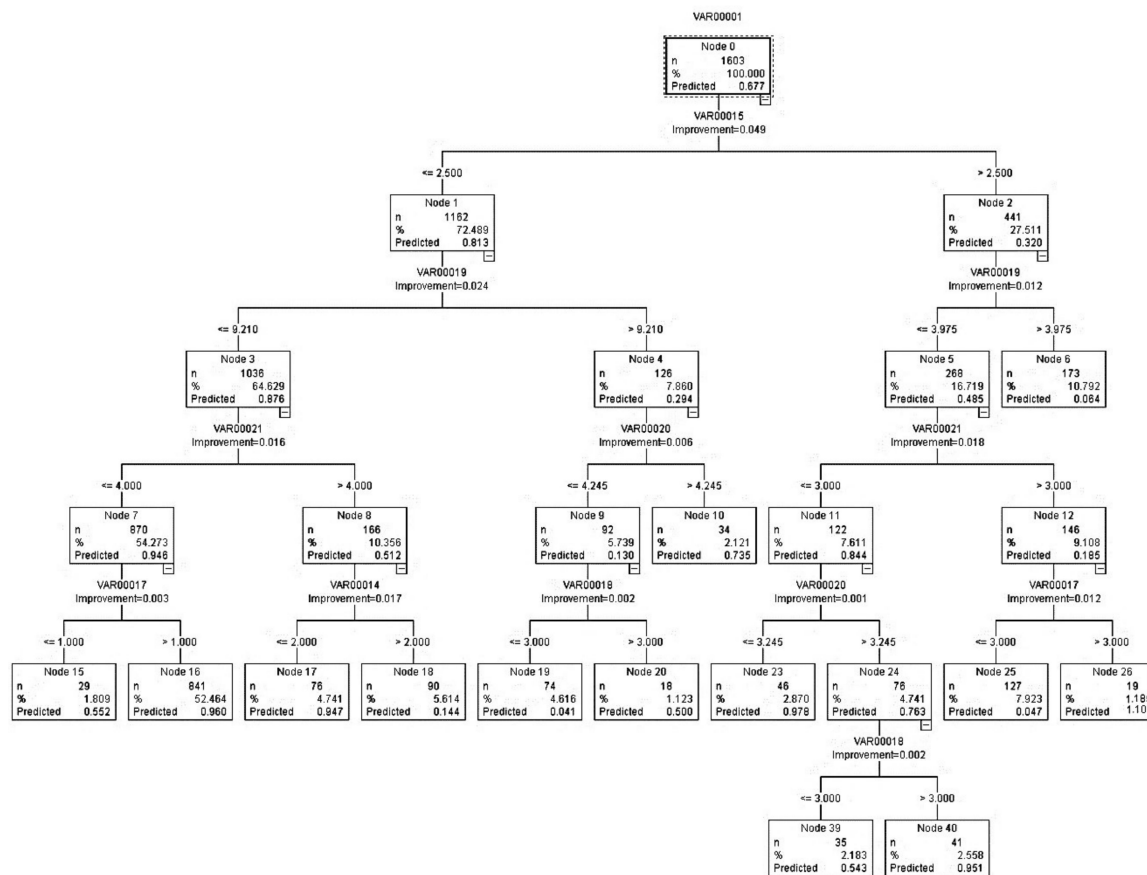 VAR00001
Node 0
n 1603
% 100.000
Predicted 0.677
VAR00015
Improvement=0.049
<= 2.500
> 2.500
Node 1
n 1162
% 72.489
Predicted 0.813
Node 2
n 441
% 27.511
Predicted 0.320
VAR00019
Improvement=0.024
VAR00019
Improvement=0.012
<= 9.210
> 9.210
<= 3.975
> 3.975
Node 3
n 1036
% 64.629
Predicted 0.876
Node 4
n 126
% 7.860
Predicted 0.294
Node 5
n 268
% 16.719
Predicted 0.485
Node 6
n 173
% 10.792
Predicted 0.064
VAR00021
Improvement=0.016
VAR00020
Improvement=0.006
VAR00021
Improvement=0.018
<= 4.000
> 4.000
<= 4.245
> 4.245
<= 3.000
> 3.000
Node 7
n 870
% 54.273
Predicted 0.946
Node 8
n 166
% 10.356
Predicted 0.512
Node 9
n 92
% 5.739
Predicted 0.130
Node 10
n 34
% 2.121
Predicted 0.735
Node 11
n 122
% 7.611
Predicted 0.844
Node 12
n 146
% 9.108
Predicted 0.185
VAR00017
Improvement=0.003
VAR00014
Improvement=0.017
VAR00018
Improvement=0.002
VAR00020
Improvement=0.001
VAR00017
Improvement=0.012
<= 1.000
> 1.000
<= 2.000
> 2.000
<= 3.000
> 3.000
<= 3.245
> 3.245
<= 3.000
> 3.000
Node 15
n 29
% 1.809
Predicted 0.552
Node 16
n 841
% 52.464
Predicted 0.960
Node 17
n 76
% 4.741
Predicted 0.947
Node 18
n 90
% 5.614
Predicted 0.144
Node 19
n 74
% 4.616
Predicted 0.041
Node 20
n 18
% 1.123
Predicted 0.500
Node 23
n 46
% 2.870
Predicted 0.978
Node 24
n 76
% 4.741
Predicted 0.763
Node 25
n 127
% 7.923
Predicted 0.047
Node 26
n 19
%
Predicted
VAR00018
Improvement=0.002
<= 3.000
> 3.000
Node 39
n 35
% 2.183
Predicted 0.543
Node 40
n 41
% 2.558
Predicted 0.951